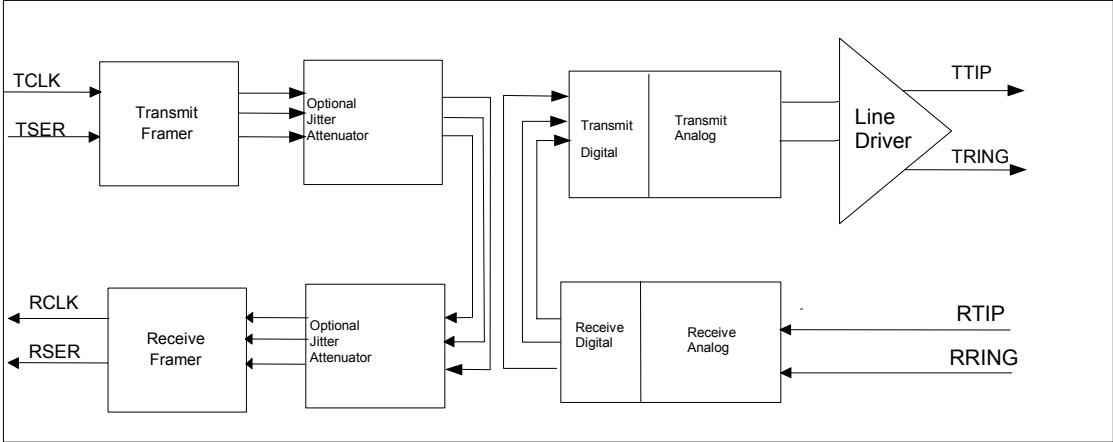 TCLK
TSER
Transmit
Framer
Optional
Jitter
Attenuator
Transmit
Digital
Transmit
Analog
Line
Driver
TTIP
TRING
RCLK
RSER
Receive
Framer
Optional
Jitter
Attenuator
Receive
Digital
Receive
Analog
RTIP
RRING